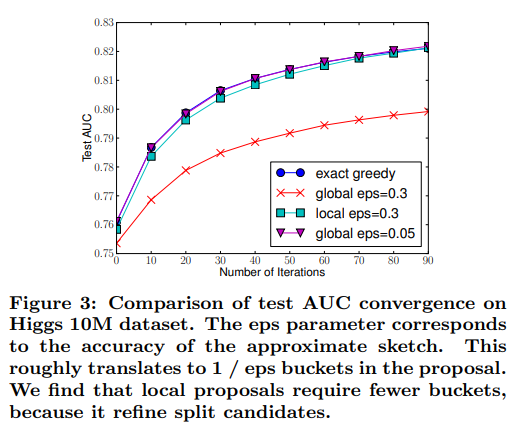 0.83
0.82
0.81
0.80
0.79
0.78
0.77
0.76
0.75
Test AUC
exact greedy
global eps=0.3
local eps=0.3
global eps=0.05
0 10 20 30 40 50 60 70 80 90
Number of Iterations
Figure 3: Comparison of test AUC convergence on
Higgs 10M dataset. The eps parameter corresponds
to the accuracy of the approximate sketch. This
roughly translates to 1 / eps buckets in the proposal.
We find that local proposals require fewer buckets,
because it refine split candidates.